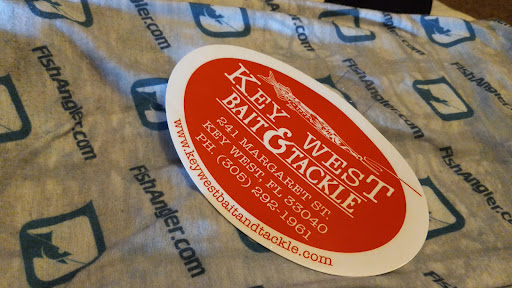 KEY WEST
BAIT & TACKLE
241 MARGARET ST.
KEY WEST, FL 33040
PH. (305) 292-1961
www.keywestbaitandtackle.com
FishAngler.com
FishAngler.com
FishAngler.com
FishAngler.com
FishAngler.com